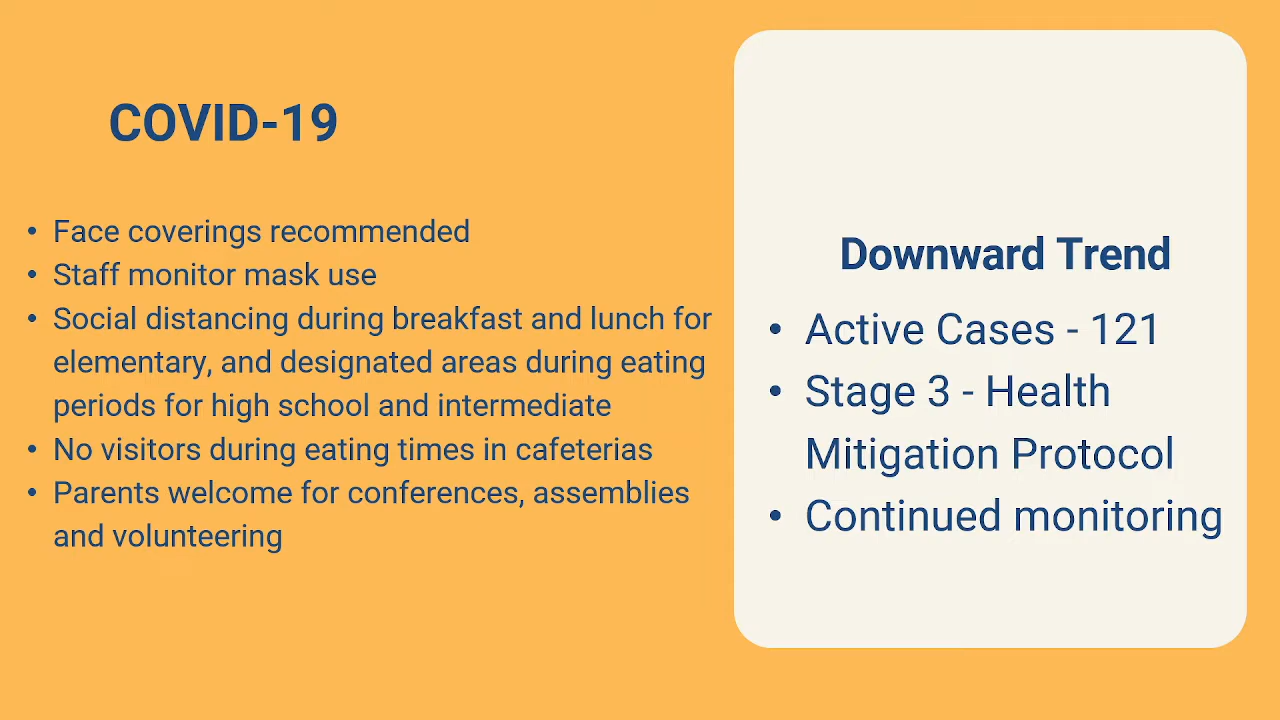 COVID-19
• Face coverings recommended
• Staff monitor mask use
• Social distancing during breakfast and lunch for
elementary, and designated areas during eating
periods for high school and intermediate
• No visitors during eating times in cafeterias
• Parents welcome for conferences, assemblies
and volunteering
Downward Trend
• Active Cases - 121
• Stage 3 - Health
Mitigation Protocol
• Continued monitoring